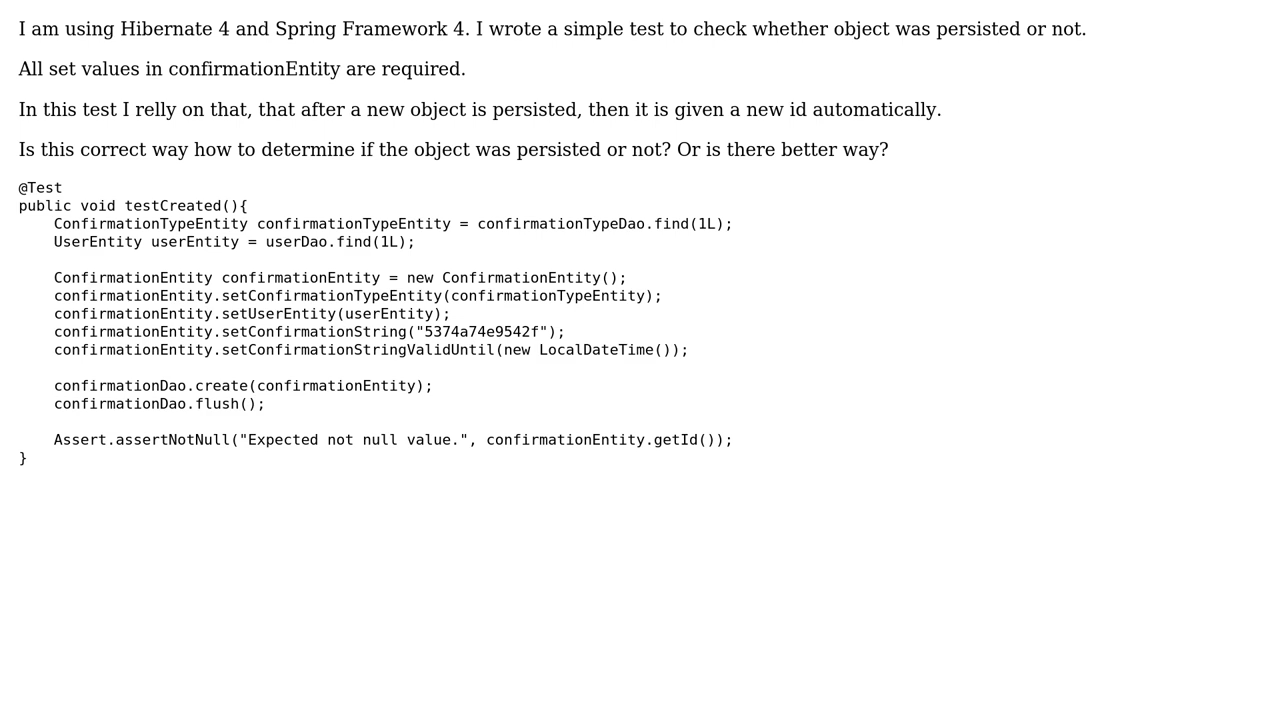 I am using Hibernate 4 and Spring Framework 4. I wrote a simple test to check whether object was persisted or not.
All set values in confirmationEntity are required.
In this test I relly on that, that after a new object is persisted, then it is given a new id automatically.
Is this correct way how to determine if the object was persisted or not? Or is there better way?
@Test
public void testCreated(){
    ConfirmationTypeEntity confirmationTypeEntity = confirmationTypeDao.find(1L);
    UserEntity userEntity = userDao.find(1L);

    ConfirmationEntity confirmationEntity = new ConfirmationEntity();
    confirmationEntity.setConfirmationTypeEntity(confirmationTypeEntity);
    confirmationEntity.setUserEntity(userEntity);
    confirmationEntity.setConfirmationString("5374a74e9542f");
    confirmationEntity.setConfirmationStringValidUntil(new LocalDateTime());

    confirmationDao.create(confirmationEntity);
    confirmationDao.flush();

    Assert.assertNotNull("Expected not null value.", confirmationEntity.getId());
}